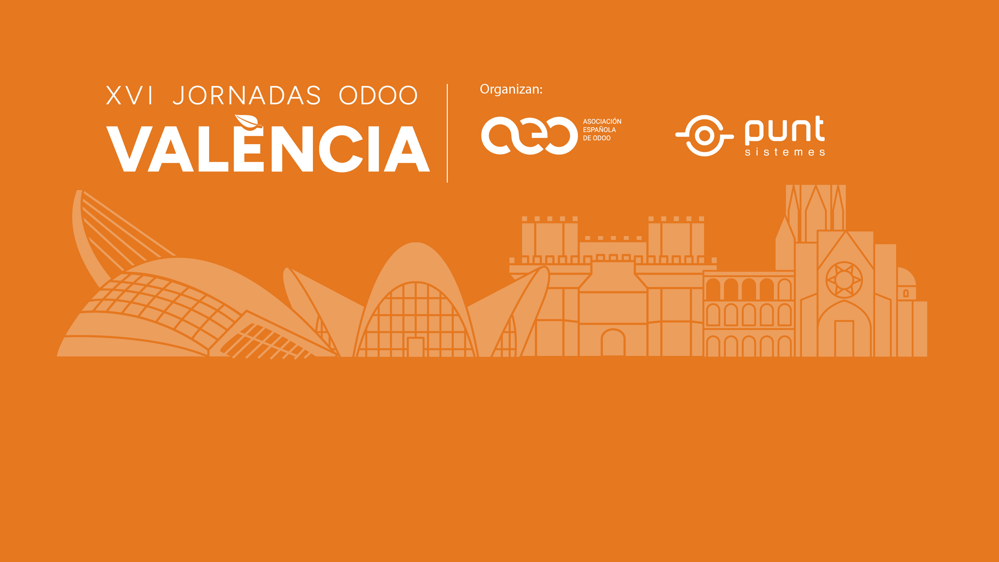 XVI JORNADAS ODOO
VALÈNCIA
Organizan:
aeo
ASOCIACIÓN
ESPAÑOLA
DE ODOO
punt
sistemes